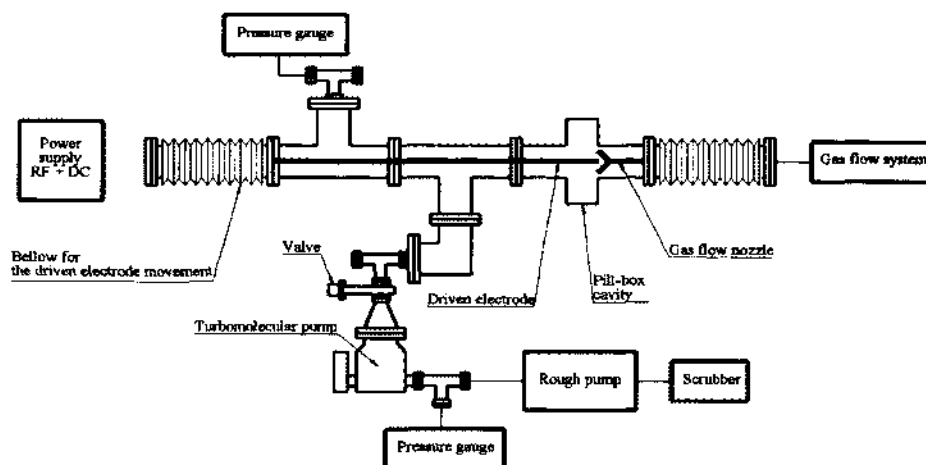 Pressure gauge
Power
supply
RF + DC
Gas flow system
Bellow for
the driven electrode movement
Valve
Gas flow nozzle
Driven electrode
Pill-box
cavity
Turbomolecular pump
Rough pump
Scrubber
Pressure gauge